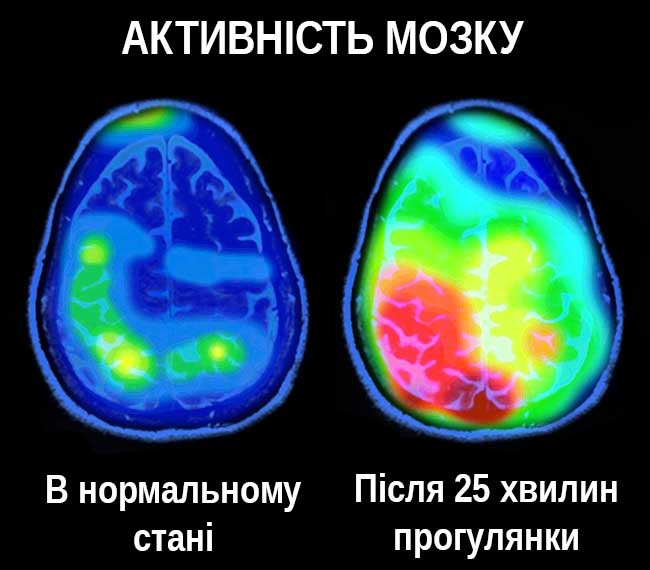 АКТИВНІСТЬ МОЗКУ
В нормальному
стані
Після 25 хвилин
прогулянки